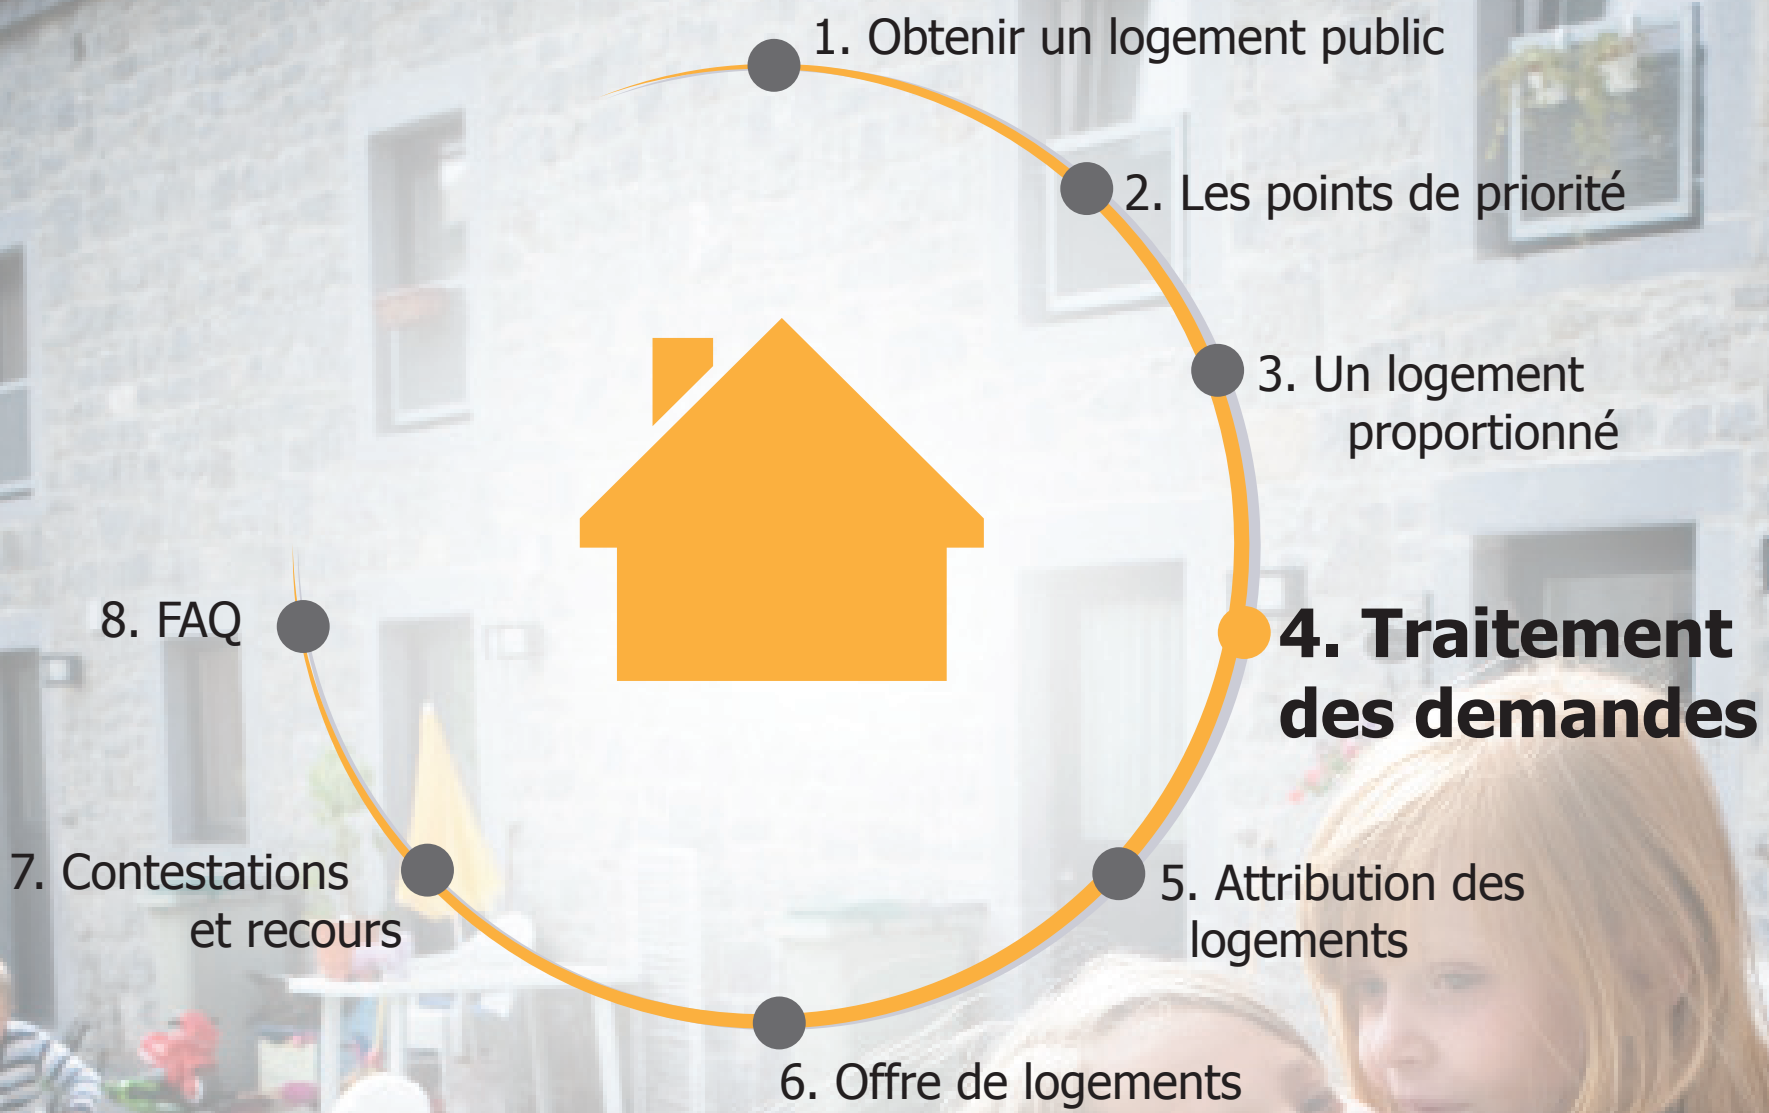 1. Obtenir un logement public
2. Les points de priorité
3. Un logement
proportionné
4. Traitement
des demandes
5. Attribution des
logements
6. Offre de logements
7. Contestations
et recours
8. FAQ